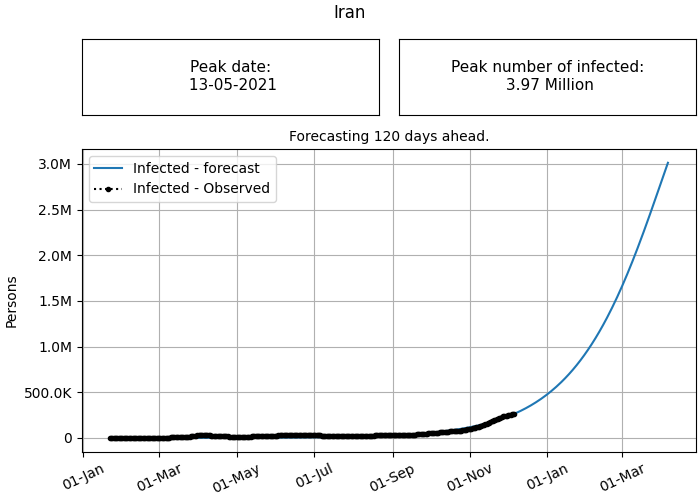 Iran
Peak date:
13-05-2021
Peak number of infected:
3.97 Million
Forecasting 120 days ahead.
Infected - forecast
Infected - Observed
3.0M
2.5M
2.0M
1.5M
1.0M
500.0K
0
Persons
01-Jan
01-Mar
01-May
01-Jul
01-Sep
01-Nov
01-Jan
01-Mar